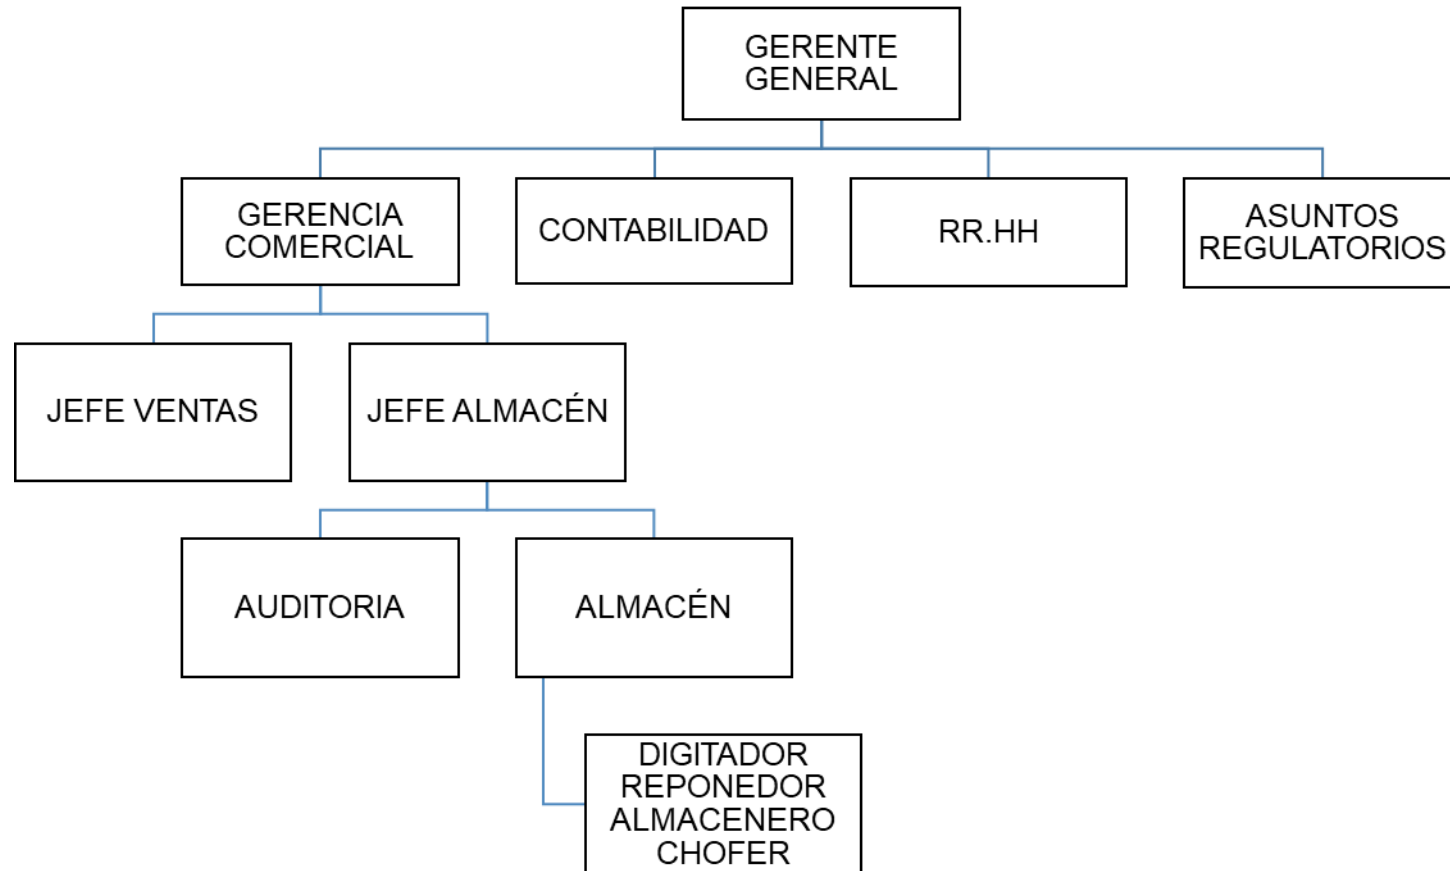 GERENTE
GENERAL
GERENCIA
COMERCIAL
CONTABILIDAD
RR.HH
ASUNTOS
REGULATORIOS
JEFE VENTAS
JEFE ALMACÉN
AUDITORIA
ALMACÉN
DIGITADOR
REPONEDOR
ALMACENERO
CHOFER